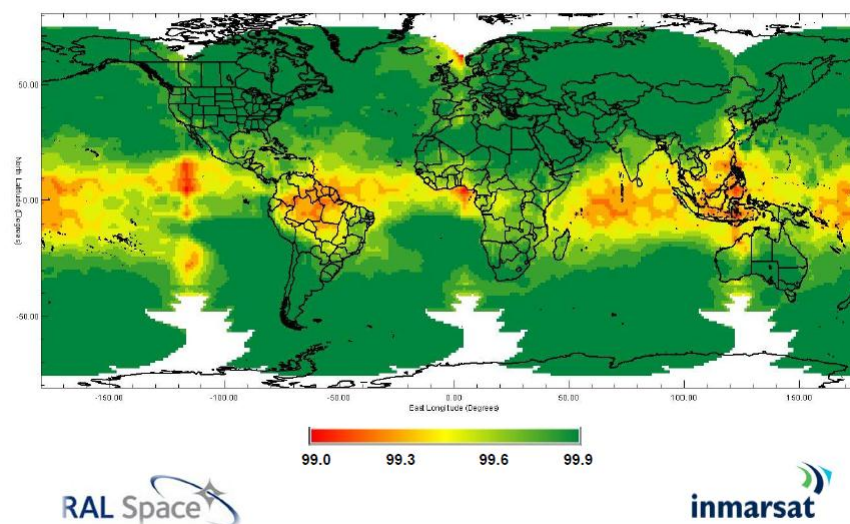 50.00
0.00
-50.00
North Latitude (Degrees)
-150.00 -100.00 -50.00 0.00 50.00 100.00 150.00
East Longitude (Degrees)
99.0 99.3 99.6 99.9
RAL Space
inmarsat